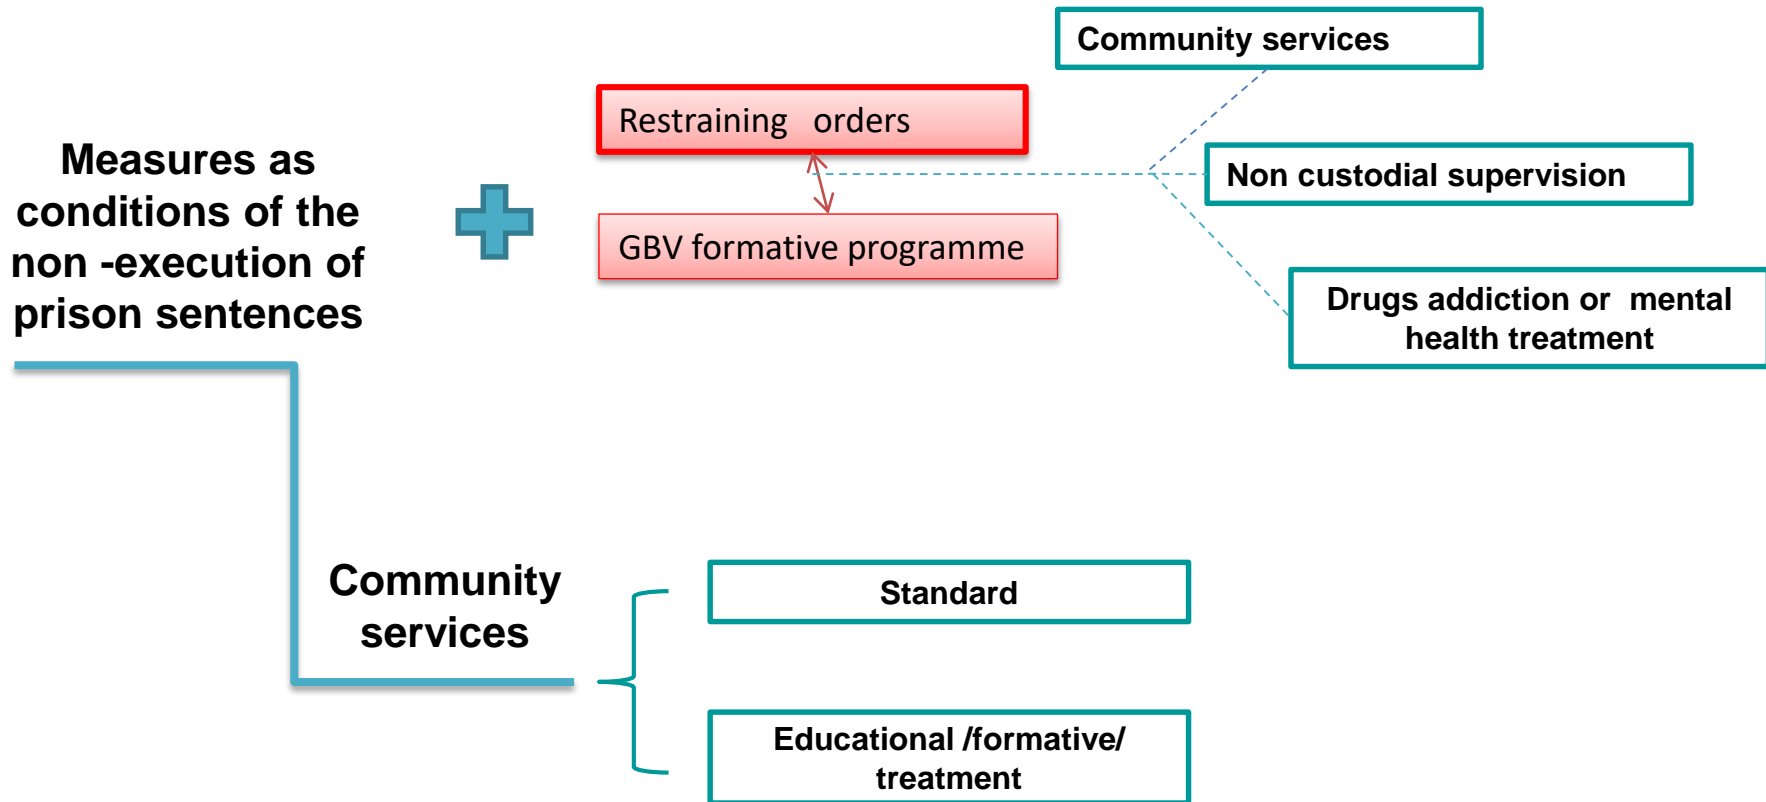 Measures as
conditions of the
non -execution of
prison sentences
Restraining orders
GBV formative programme
Community services
Non custodial supervision
Drugs addiction or mental
health treatment
Community
services
Standard
Educational /formative/
treatment